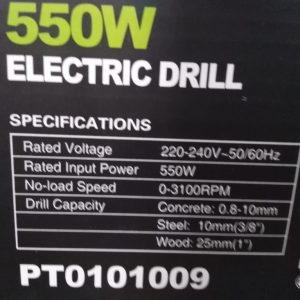 550W
ELECTRIC DRILL
SPECIFICATIONS
Rated Voltage 220-240V~50/60Hz
Rated Input Power 550W
No-load Speed 0-3100RPM
Drill Capacity Concrete: 0.8-10mm
Steel: 10mm(3/8")
Wood: 25mm(1")
PT0101009